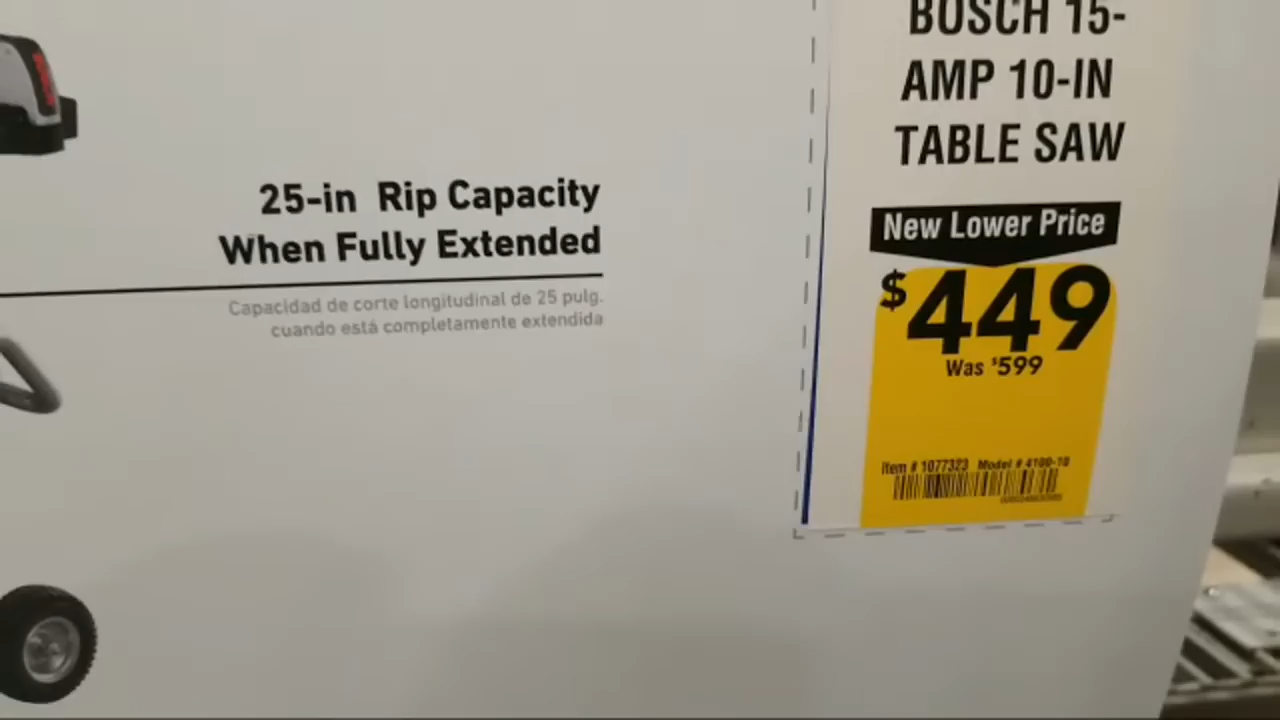 25-in Rip Capacity
When Fully Extended
Capacidad de corte longitudinal de 25 pulg.
cuando está completamente extendida
BOSCH 15-
AMP 10-IN
TABLE SAW
New Lower Price
$449
Was $599
Item # 1077323 Model # 4100-10